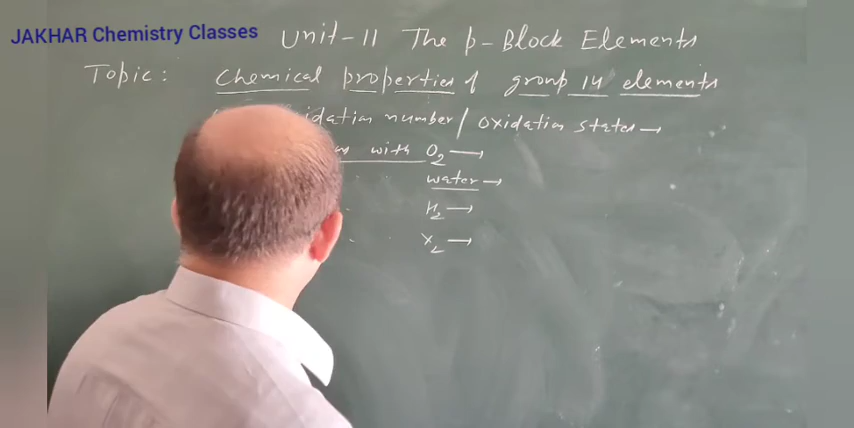 JAKHAR Chemistry Classes
Unit-11 The p-Block Elements
Topic: Chemical properties of group 14 elements
number/oxidation states→
with O2→
water→
H2→
X2→